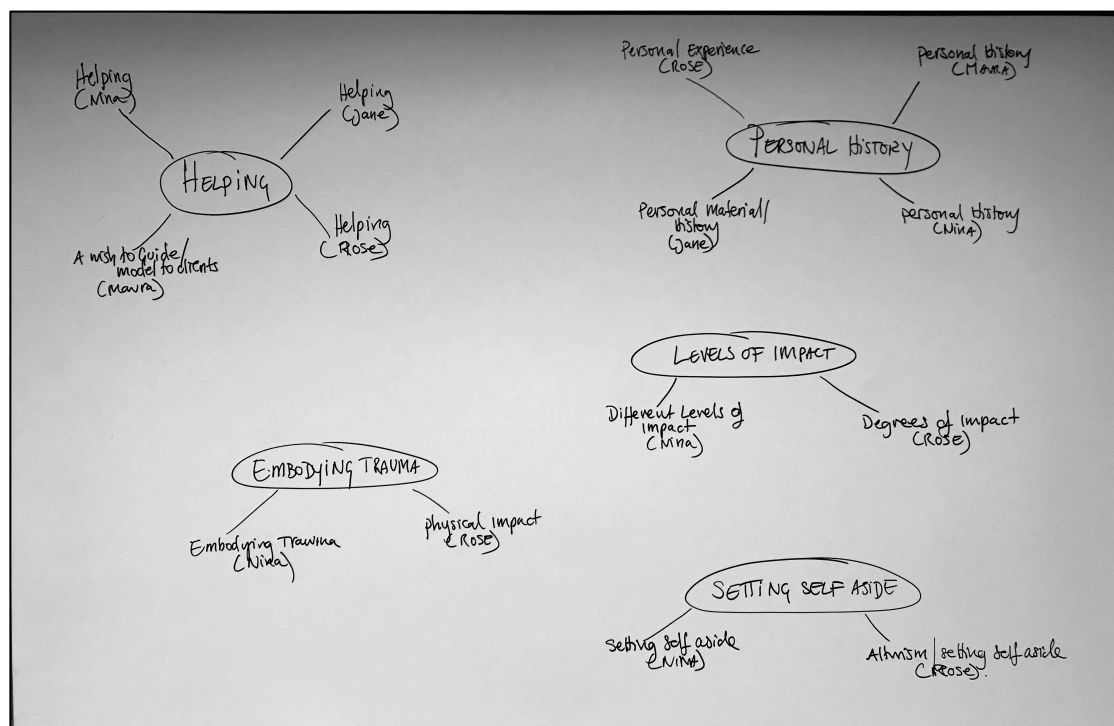 Helping
(Nina)
Helping
(Jane)
HELPING
A wish to Guide/
model to clients
(Maura)
Helping
(Rose)
Personal Experience
(ROSE)
personal History
(MAURA)
PERSONAL HISTORY
Personal Material/
History
(Jane)
personal History
(NINA)
LEVELS OF IMPACT
Different Levels of
Impact
(Nina)
Degrees of Impact
(ROSE)
EMBODYING TRAUMA
Embodying Trauma
(Nina)
physical impact
(ROSE)
SETTING SELF ASIDE
Setting Self aside
(NINA)
Altruism/setting self aside
(Rose).